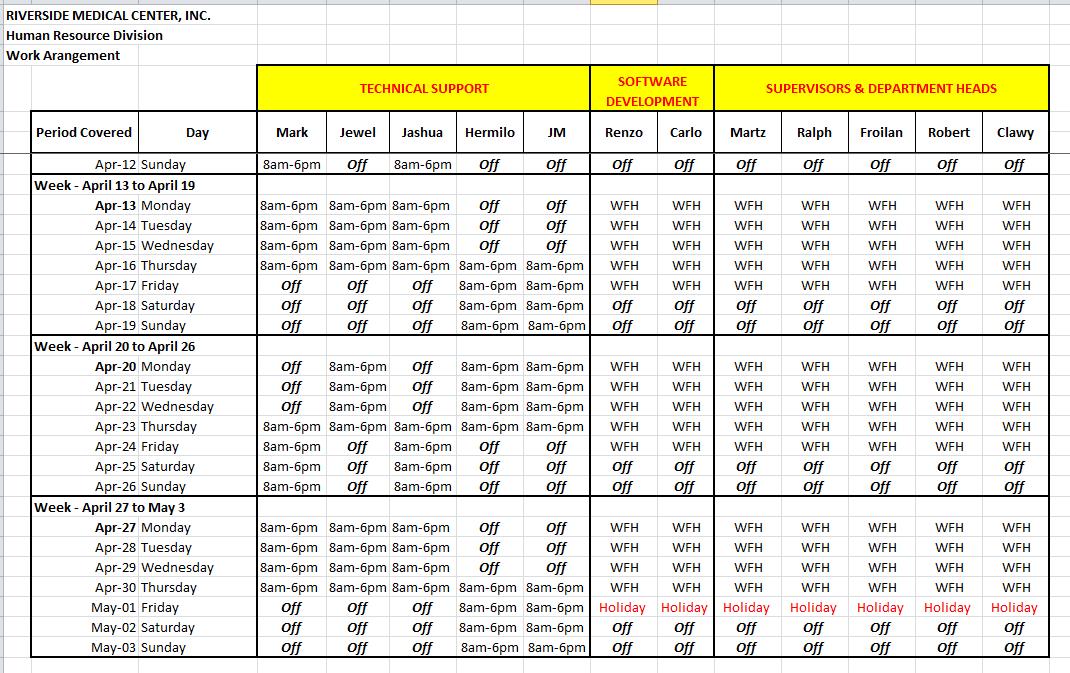 RIVERSIDE MEDICAL CENTER, INC.
Human Resource Division
Work Arangement
TECHNICAL SUPPORT SOFTWARE DEVELOPMENT SUPERVISORS & DEPARTMENT HEADS
Period Covered Day Mark Jewel Jashua Hermilo JM Renzo Carlo Martz Ralph Froilan Robert Clawy
Apr-12 Sunday 8am-6pm Off 8am-6pm Off Off Off Off Off Off Off Off Off
Week - April 13 to April 19
Apr-13 Monday 8am-6pm 8am-6pm 8am-6pm Off Off WFH WFH WFH WFH WFH WFH WFH
Apr-14 Tuesday 8am-6pm 8am-6pm 8am-6pm Off Off WFH WFH WFH WFH WFH WFH WFH
Apr-15 Wednesday 8am-6pm 8am-6pm 8am-6pm Off Off WFH WFH WFH WFH WFH WFH WFH
Apr-16 Thursday 8am-6pm 8am-6pm 8am-6pm 8am-6pm 8am-6pm WFH WFH WFH WFH WFH WFH WFH
Apr-17 Friday Off Off Off 8am-6pm 8am-6pm WFH WFH WFH WFH WFH WFH WFH
Apr-18 Saturday Off Off Off 8am-6pm 8am-6pm Off Off Off Off Off Off Off
Apr-19 Sunday Off Off Off 8am-6pm 8am-6pm Off Off Off Off Off Off Off
Week - April 20 to April 26
Apr-20 Monday Off 8am-6pm Off 8am-6pm 8am-6pm WFH WFH WFH WFH WFH WFH WFH
Apr-21 Tuesday Off 8am-6pm Off 8am-6pm 8am-6pm WFH WFH WFH WFH WFH WFH WFH
Apr-22 Wednesday Off 8am-6pm Off 8am-6pm 8am-6pm WFH WFH WFH WFH WFH WFH WFH
Apr-23 Thursday 8am-6pm 8am-6pm 8am-6pm 8am-6pm 8am-6pm WFH WFH WFH WFH WFH WFH WFH
Apr-24 Friday 8am-6pm Off 8am-6pm Off Off WFH WFH WFH WFH WFH WFH WFH
Apr-25 Saturday 8am-6pm Off 8am-6pm Off Off Off Off Off Off Off Off Off
Apr-26 Sunday 8am-6pm Off 8am-6pm Off Off Off Off Off Off Off Off Off
Week - April 27 to May 3
Apr-27 Monday 8am-6pm 8am-6pm 8am-6pm Off Off WFH WFH WFH WFH WFH WFH WFH
Apr-28 Tuesday 8am-6pm 8am-6pm 8am-6pm Off Off WFH WFH WFH WFH WFH WFH WFH
Apr-29 Wednesday 8am-6pm 8am-6pm 8am-6pm Off Off WFH WFH WFH WFH WFH WFH WFH
Apr-30 Thursday 8am-6pm 8am-6pm 8am-6pm 8am-6pm 8am-6pm WFH WFH WFH WFH WFH WFH WFH
May-01 Friday Off Off Off 8am-6pm 8am-6pm Holiday Holiday Holiday Holiday Holiday Holiday Holiday
May-02 Saturday Off Off Off 8am-6pm 8am-6pm Off Off Off Off Off Off Off
May-03 Sunday Off Off Off 8am-6pm 8am-6pm Off Off Off Off Off Off Off